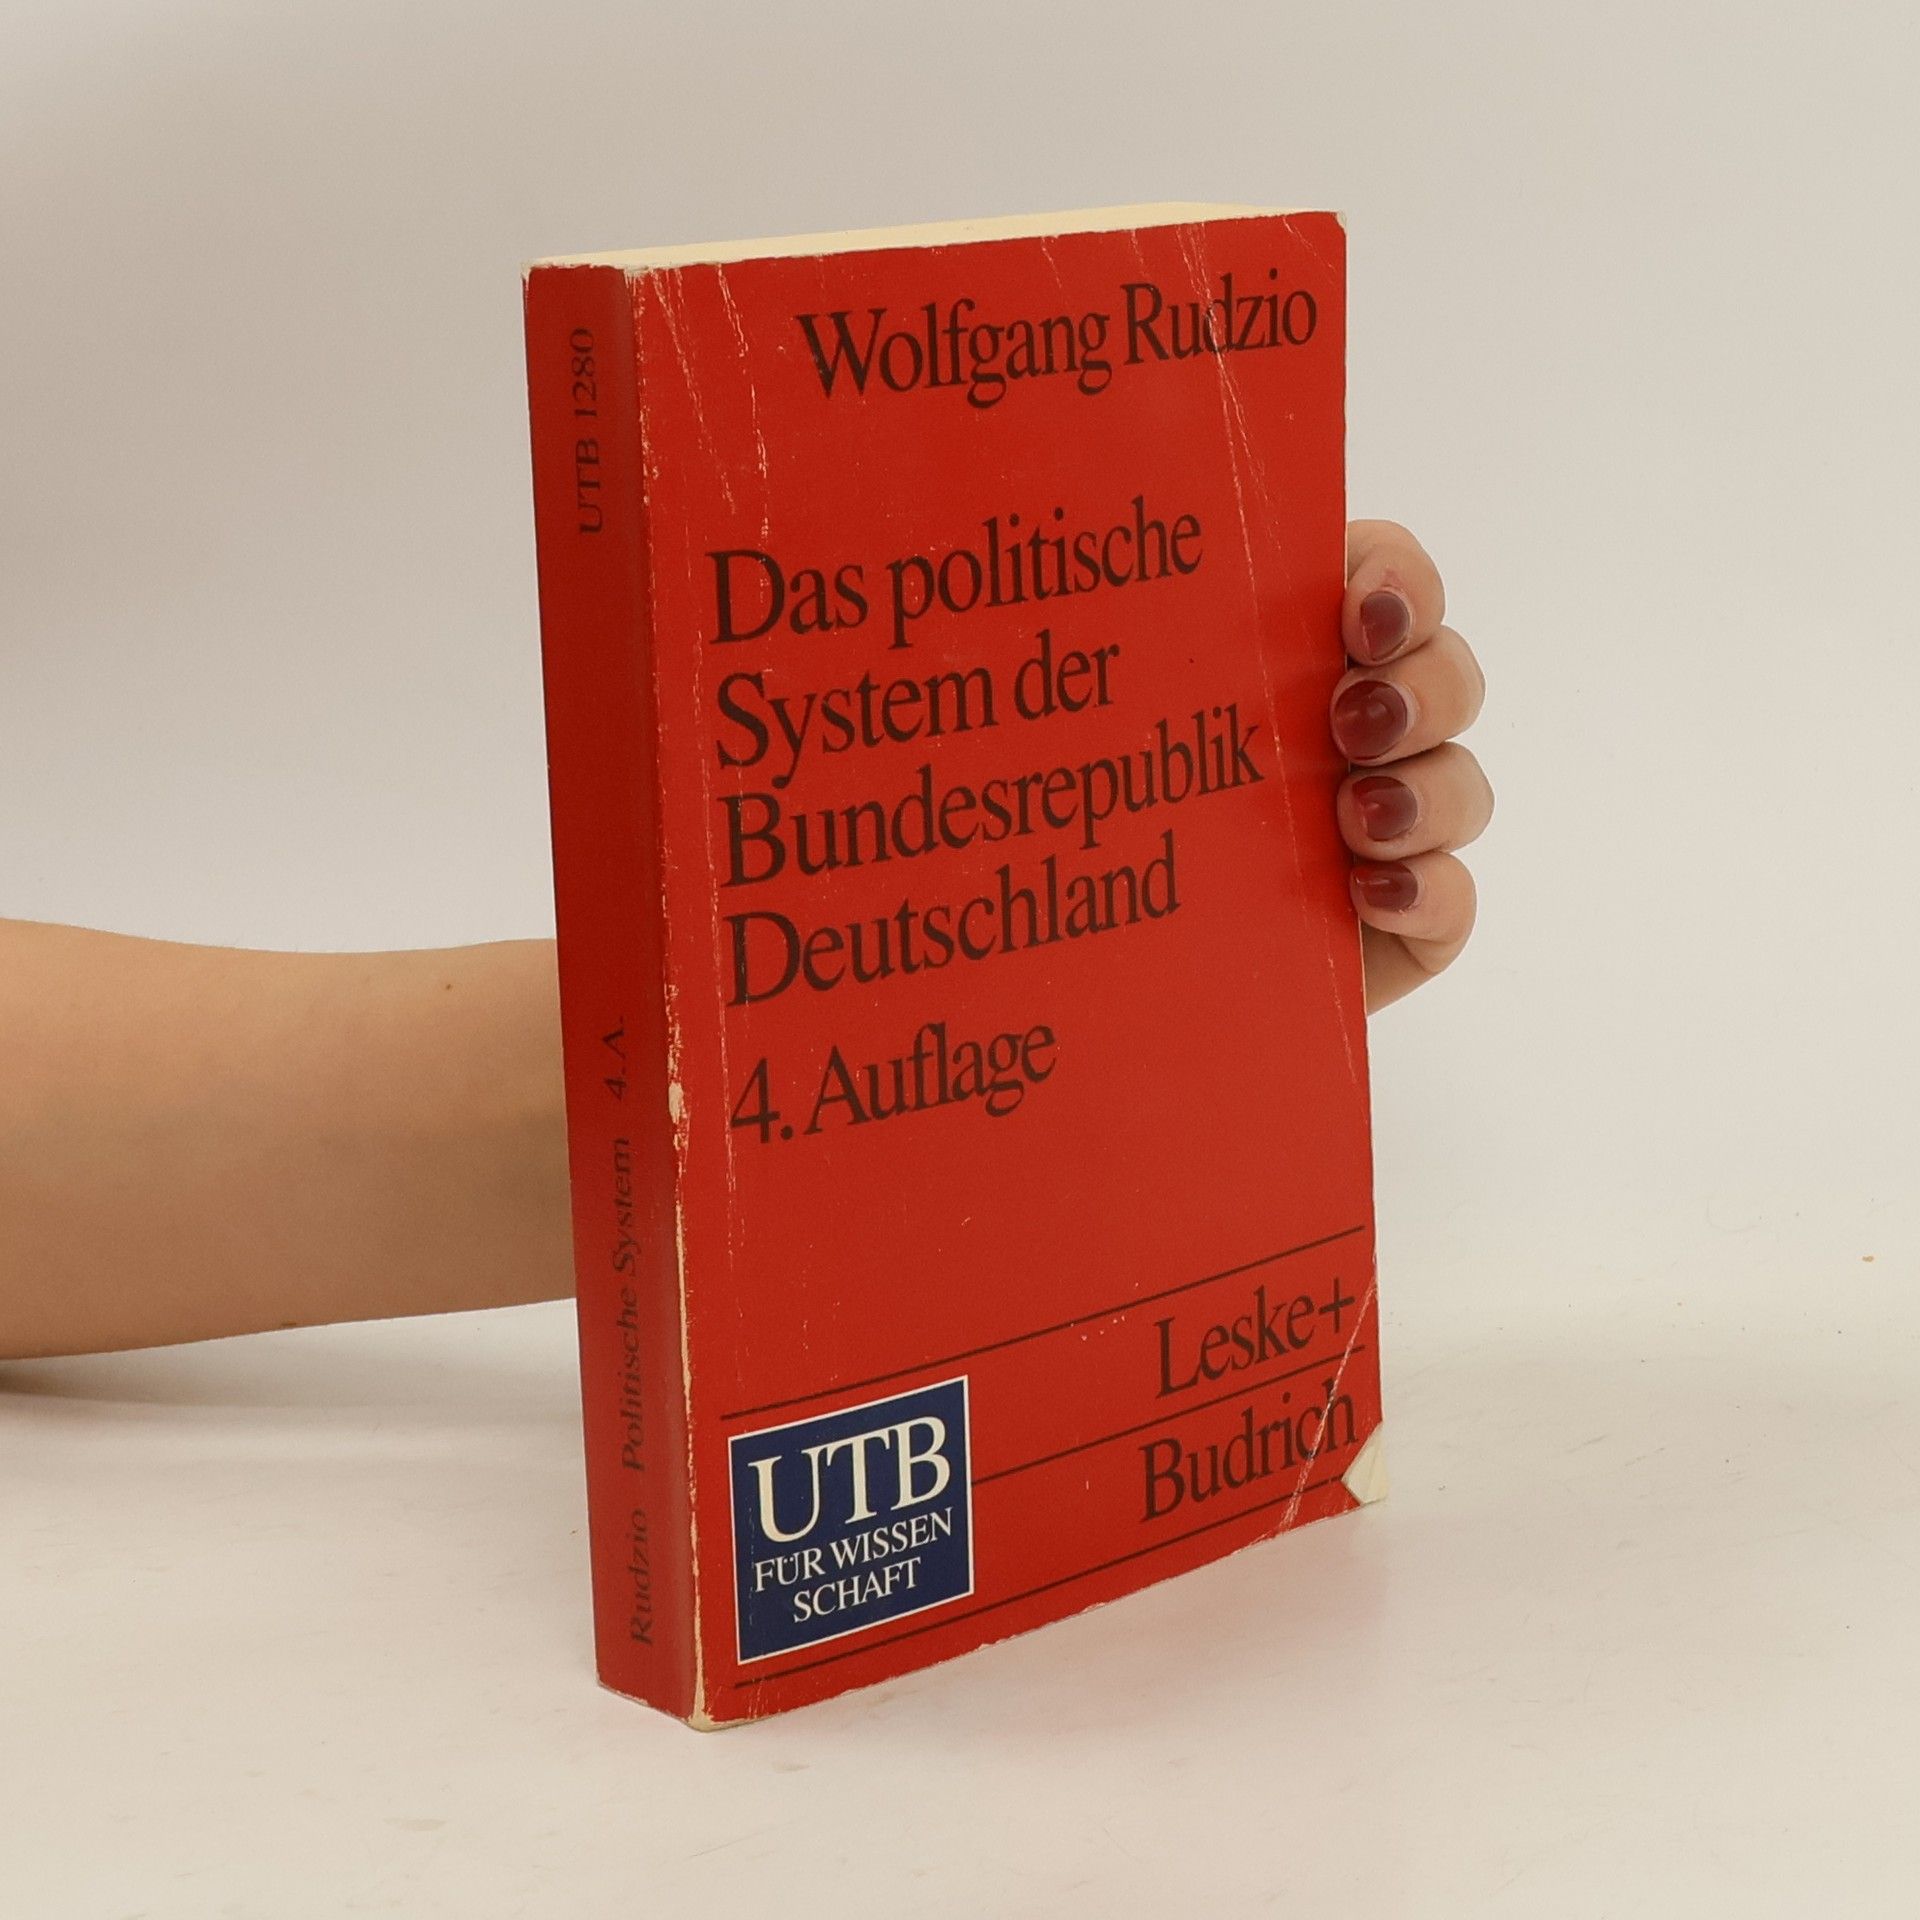 Wolfgang Rudzio
Das politische
System der
Bundesrepublik
Deutschland
4. Auflage
Leske+
Budrich
UTB
FÜR WISSEN
SCHAFT
Rudzio Politische System 4. A. UTB 1280